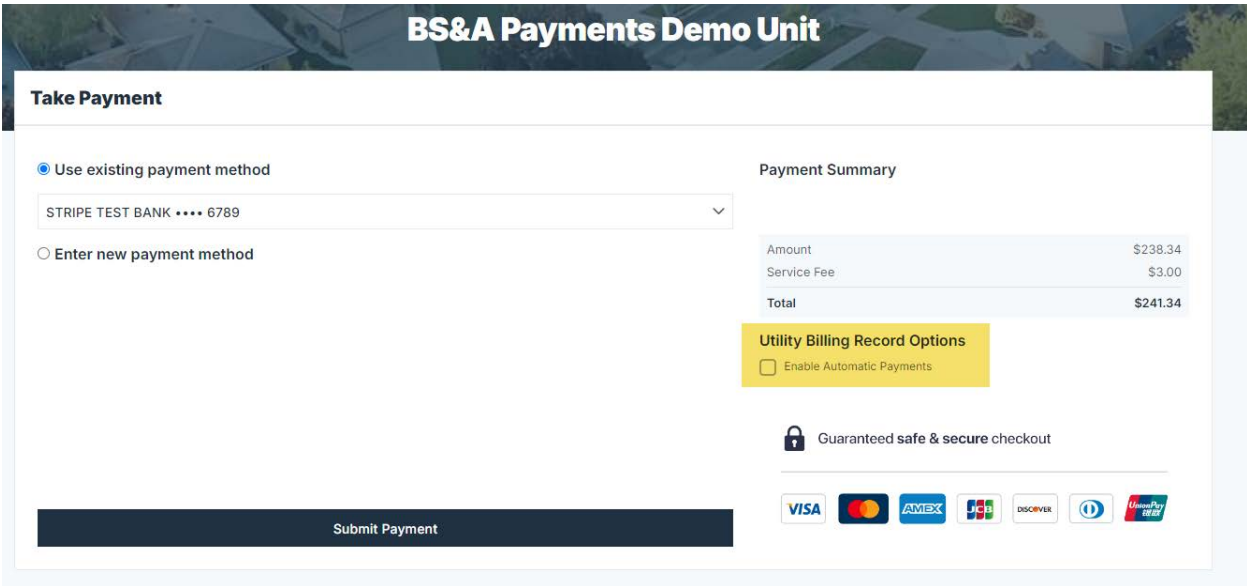 BS&A Payments Demo Unit
Take Payment
Use existing payment method
STRIPE TEST BANK •••• 6789
Enter new payment method
Submit Payment
Payment Summary
Amount $238.34
Service Fee $3.00
Total $241.34
Utility Billing Record Options
Enable Automatic Payments
Guaranteed safe & secure checkout
VISA AMEX JCB DISCOVER UnionPay
银联